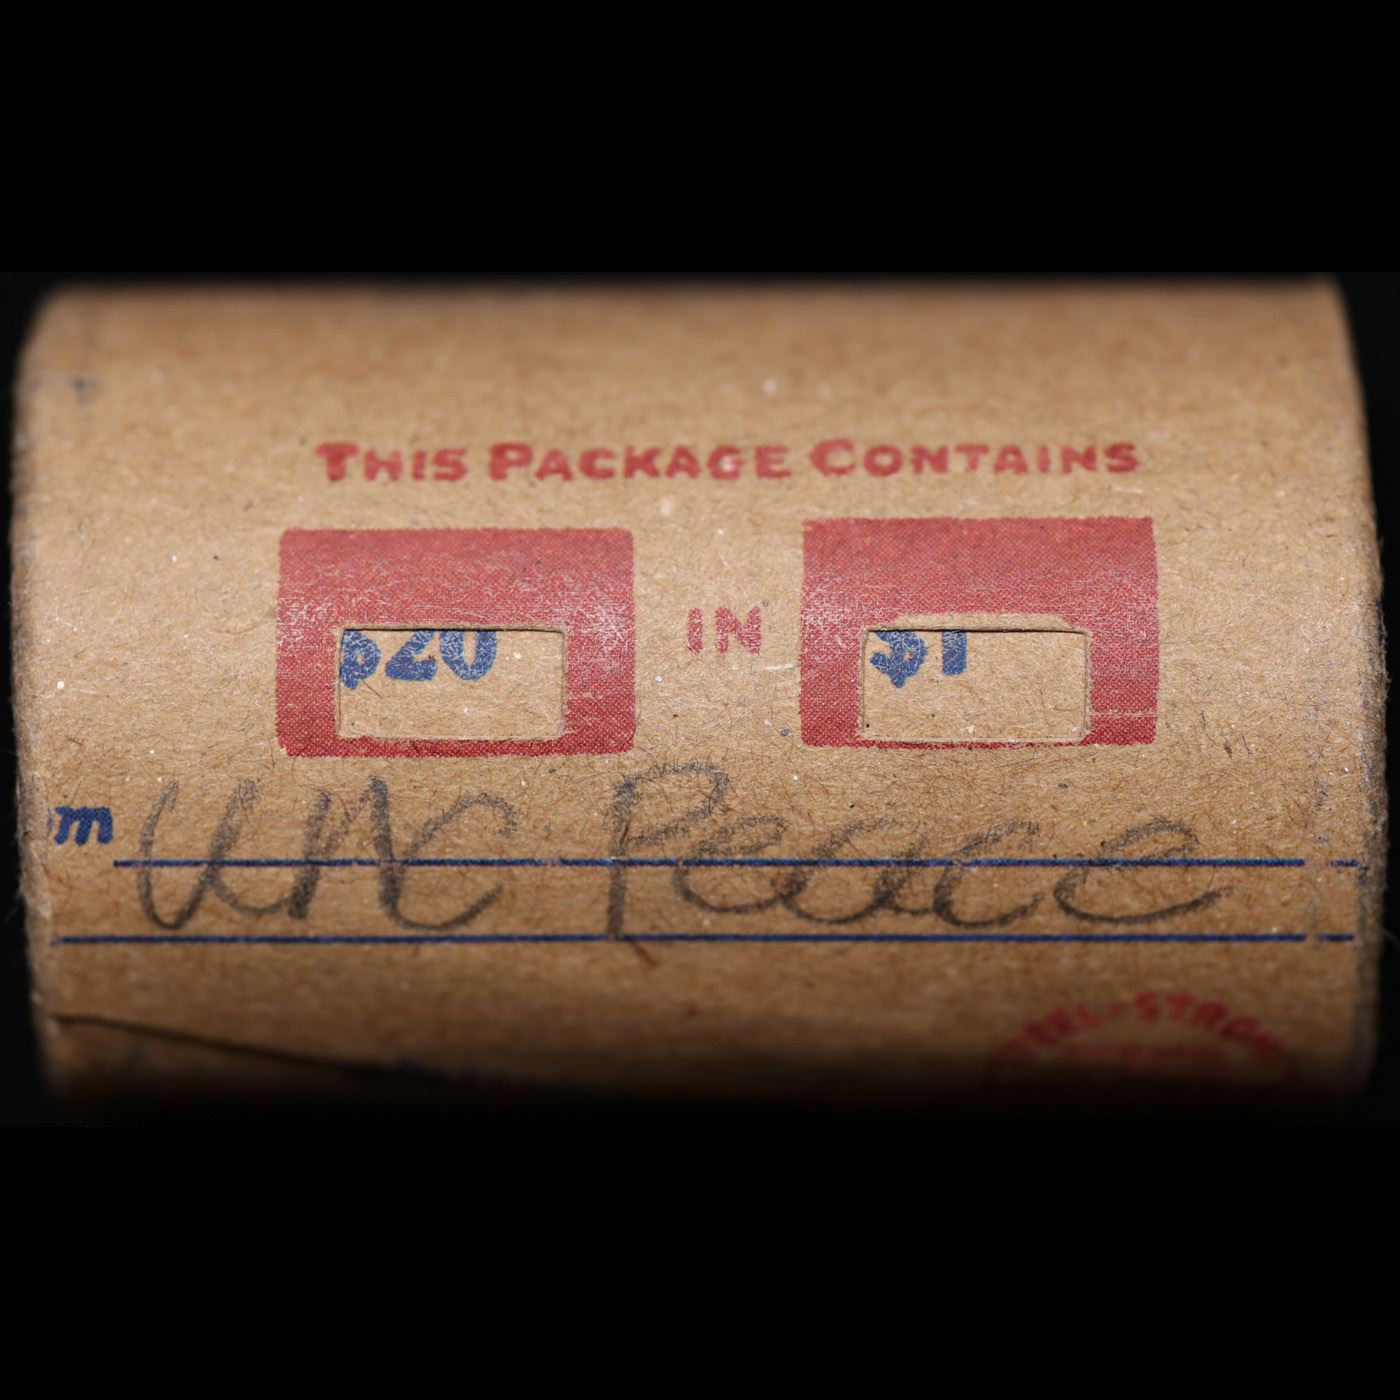 THIS PACKAGE CONTAINS
$20 IN $1
m Unc Peace